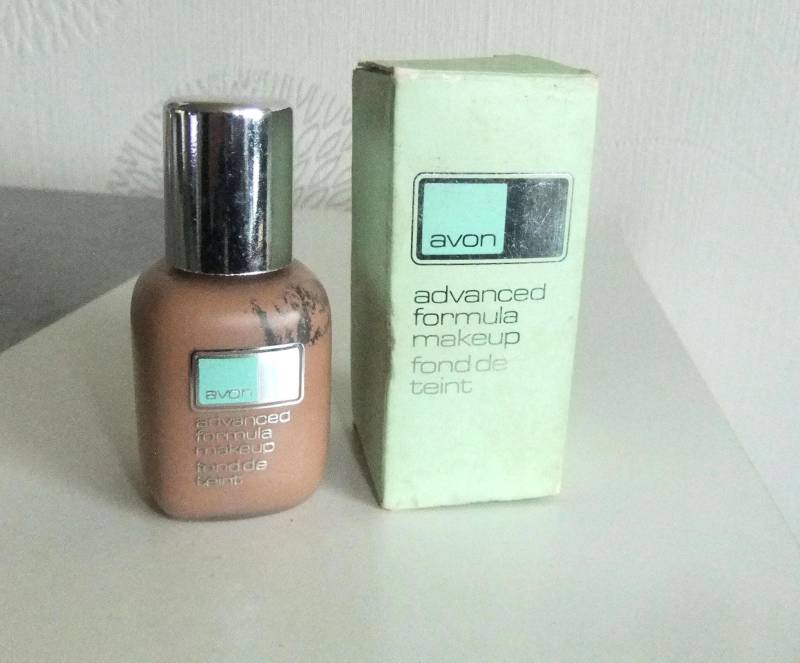 avon
advanced
formula
makeup
fond de
teint
avon
advanced
formula
makeup
fond de
teint